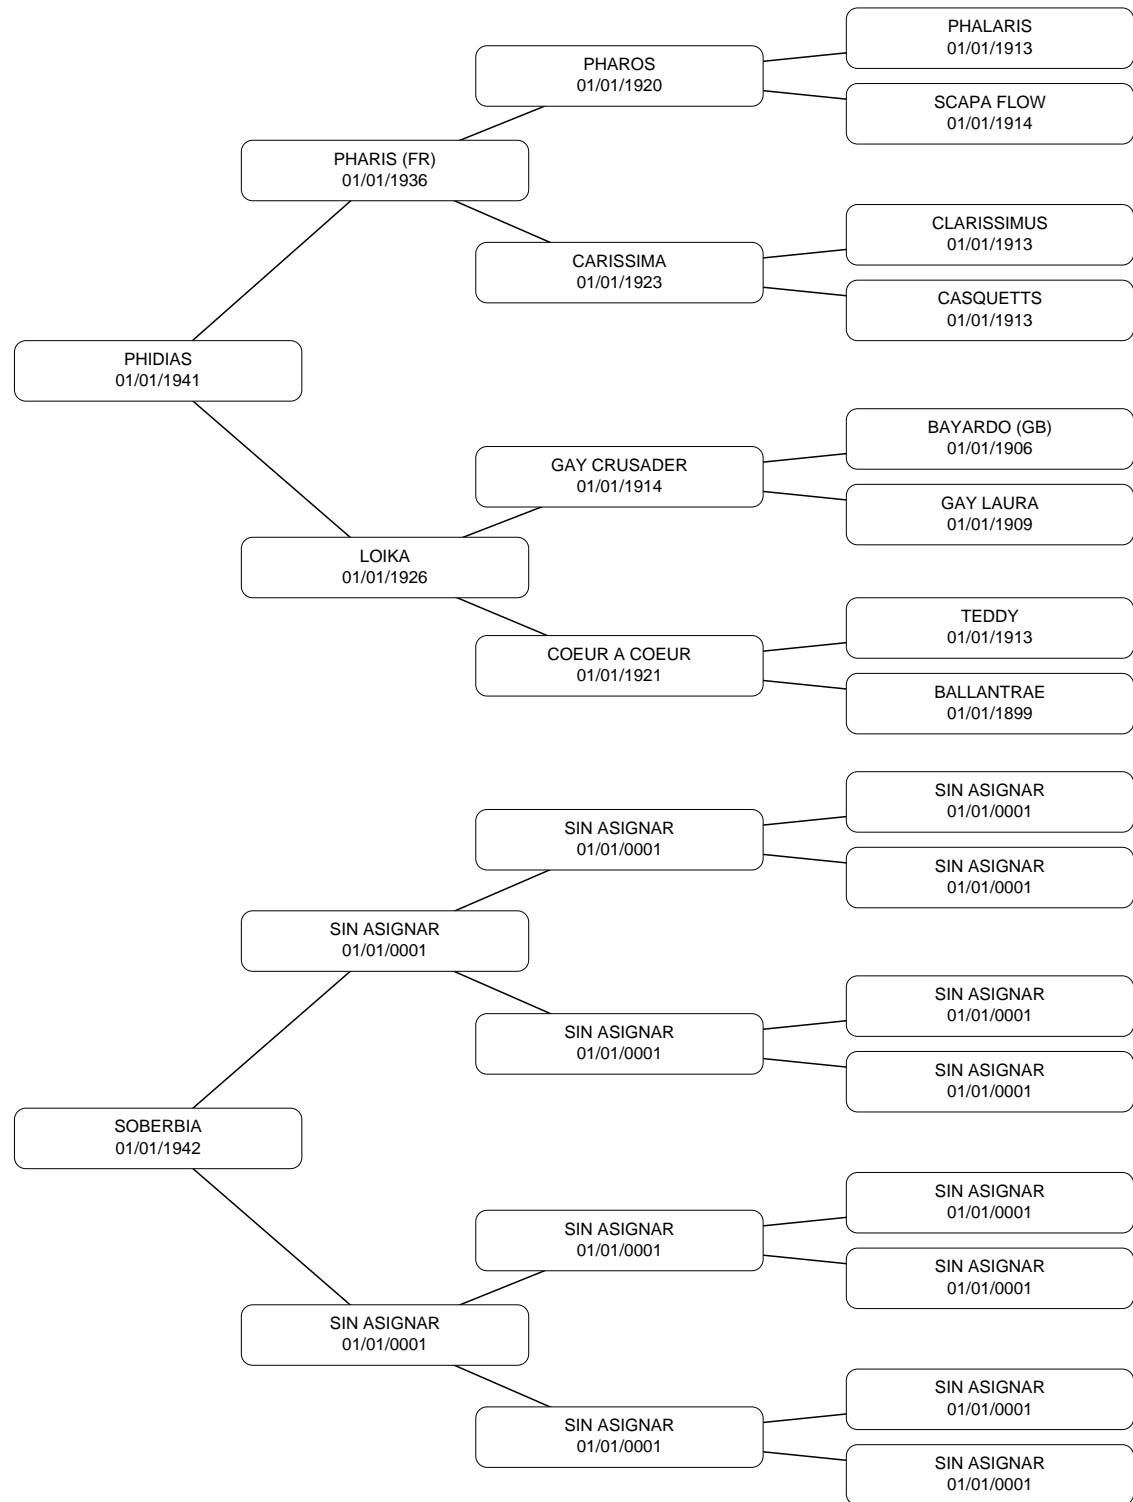 PHALARIS
01/01/1913
PHAROS
01/01/1920
SCAPA FLOW
01/01/1914
PHARIS (FR)
01/01/1936
CLARISSIMUS
01/01/1913
CARISSIMA
01/01/1923
CASQUETTS
01/01/1913
PHIDIAS
01/01/1941
BAYARDO (GB)
01/01/1906
GAY CRUSADER
01/01/1914
GAY LAURA
01/01/1909
LOIKA
01/01/1926
TEDDY
01/01/1913
COEUR A COEUR
01/01/1921
BALLANTRAE
01/01/1899
SIN ASIGNAR
01/01/0001
SIN ASIGNAR
01/01/0001
SIN ASIGNAR
01/01/0001
SIN ASIGNAR
01/01/0001
SIN ASIGNAR
01/01/0001
SIN ASIGNAR
01/01/0001
SIN ASIGNAR
01/01/0001
SOBERBIA
01/01/1942
SIN ASIGNAR
01/01/0001
SIN ASIGNAR
01/01/0001
SIN ASIGNAR
01/01/0001
SIN ASIGNAR
01/01/0001
SIN ASIGNAR
01/01/0001
SIN ASIGNAR
01/01/0001
SIN ASIGNAR
01/01/0001